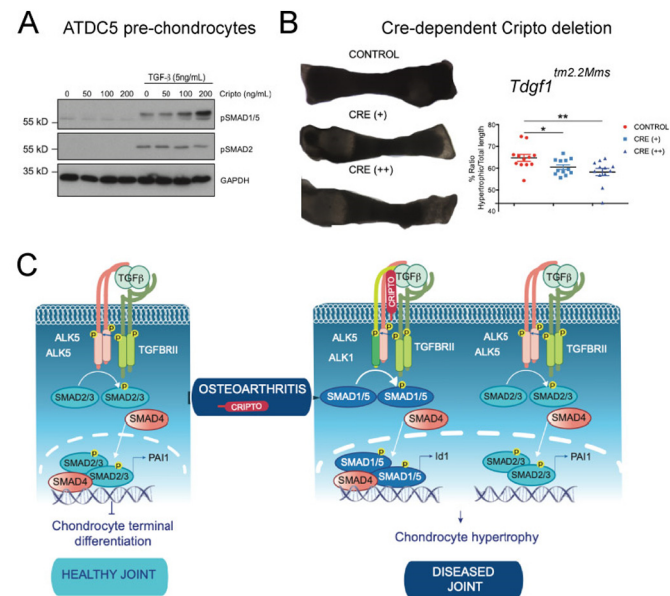 A
ATDC5 pre-chondrocytes
TGF-β (5ng/mL)
0 50 100 200 0 50 100 200 Cripto (ng/mL)
55 kD
pSMAD1/5
55 kD
pSMAD2
35 kD
GAPDH
B
Cre-dependent Cripto deletion
CONTROL
CRE (+)
CRE (++)
Tdgf1 tm2.2Mms
% Ratio
Hypertrophic/Total length
80
70
60
50
40
**
*
CONTROL
CRE (+)
CRE (++)
C
TGFβ
P P P P
ALK5
ALK5
TGFBRII
P
SMAD2/3 SMAD2/3
SMAD4
P
SMAD2/3
P
SMAD2/3
SMAD4
PAI1
Chondrocyte terminal
differentiation
HEALTHY JOINT
OSTEOARTHRITIS
CRIPTO
CRIPTO
TGFβ
P P P P
ALK5
ALK1
TGFBRII
P
SMAD1/5 SMAD1/5
SMAD4
P
SMAD1/5
P
SMAD1/5
SMAD4
Id1
TGFβ
P P P P
ALK5
ALK5
TGFBRII
P
SMAD2/3 SMAD2/3
SMAD4
P
SMAD2/3
P
SMAD2/3
PAI1
Chondrocyte hypertrophy
DISEASED
JOINT